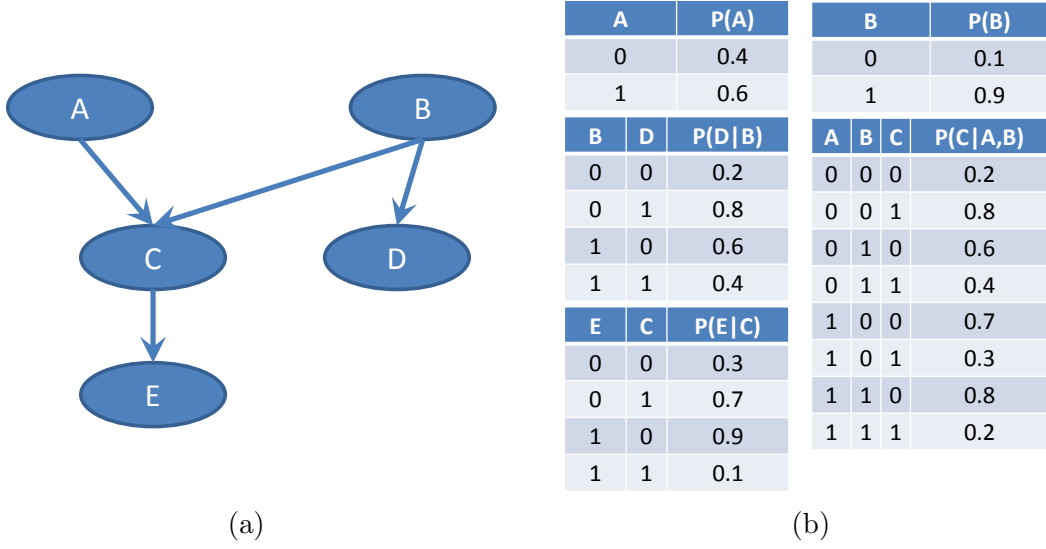 A
B
C
D
E
(a)
A P(A)
0 0.4
1 0.6
B P(B)
0 0.1
1 0.9
B D P(D|B)
0 0 0.2
0 1 0.8
1 0 0.6
1 1 0.4
A B C P(C|A,B)
0 0 0 0.2
0 0 1 0.8
0 1 0 0.6
0 1 1 0.4
1 0 0 0.7
1 0 1 0.3
1 1 0 0.8
1 1 1 0.2
E C P(E|C)
0 0 0.3
0 1 0.7
1 0 0.9
1 1 0.1
(b)